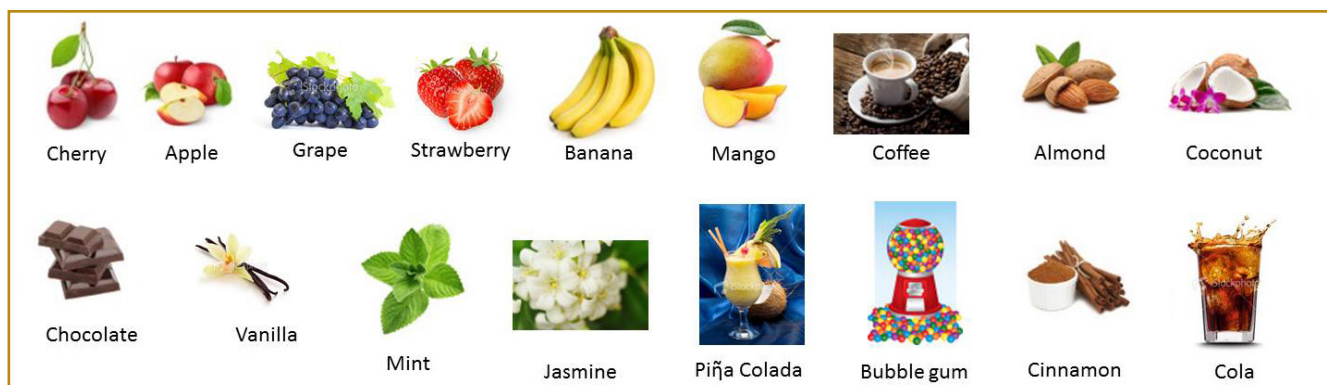 Cherry
Apple
Grape
Strawberry
Banana
Mango
Coffee
Almond
Coconut
Chocolate
Vanilla
Mint
Jasmine
Piña Colada
Bubble gum
Cinnamon
Cola
iStockphoto